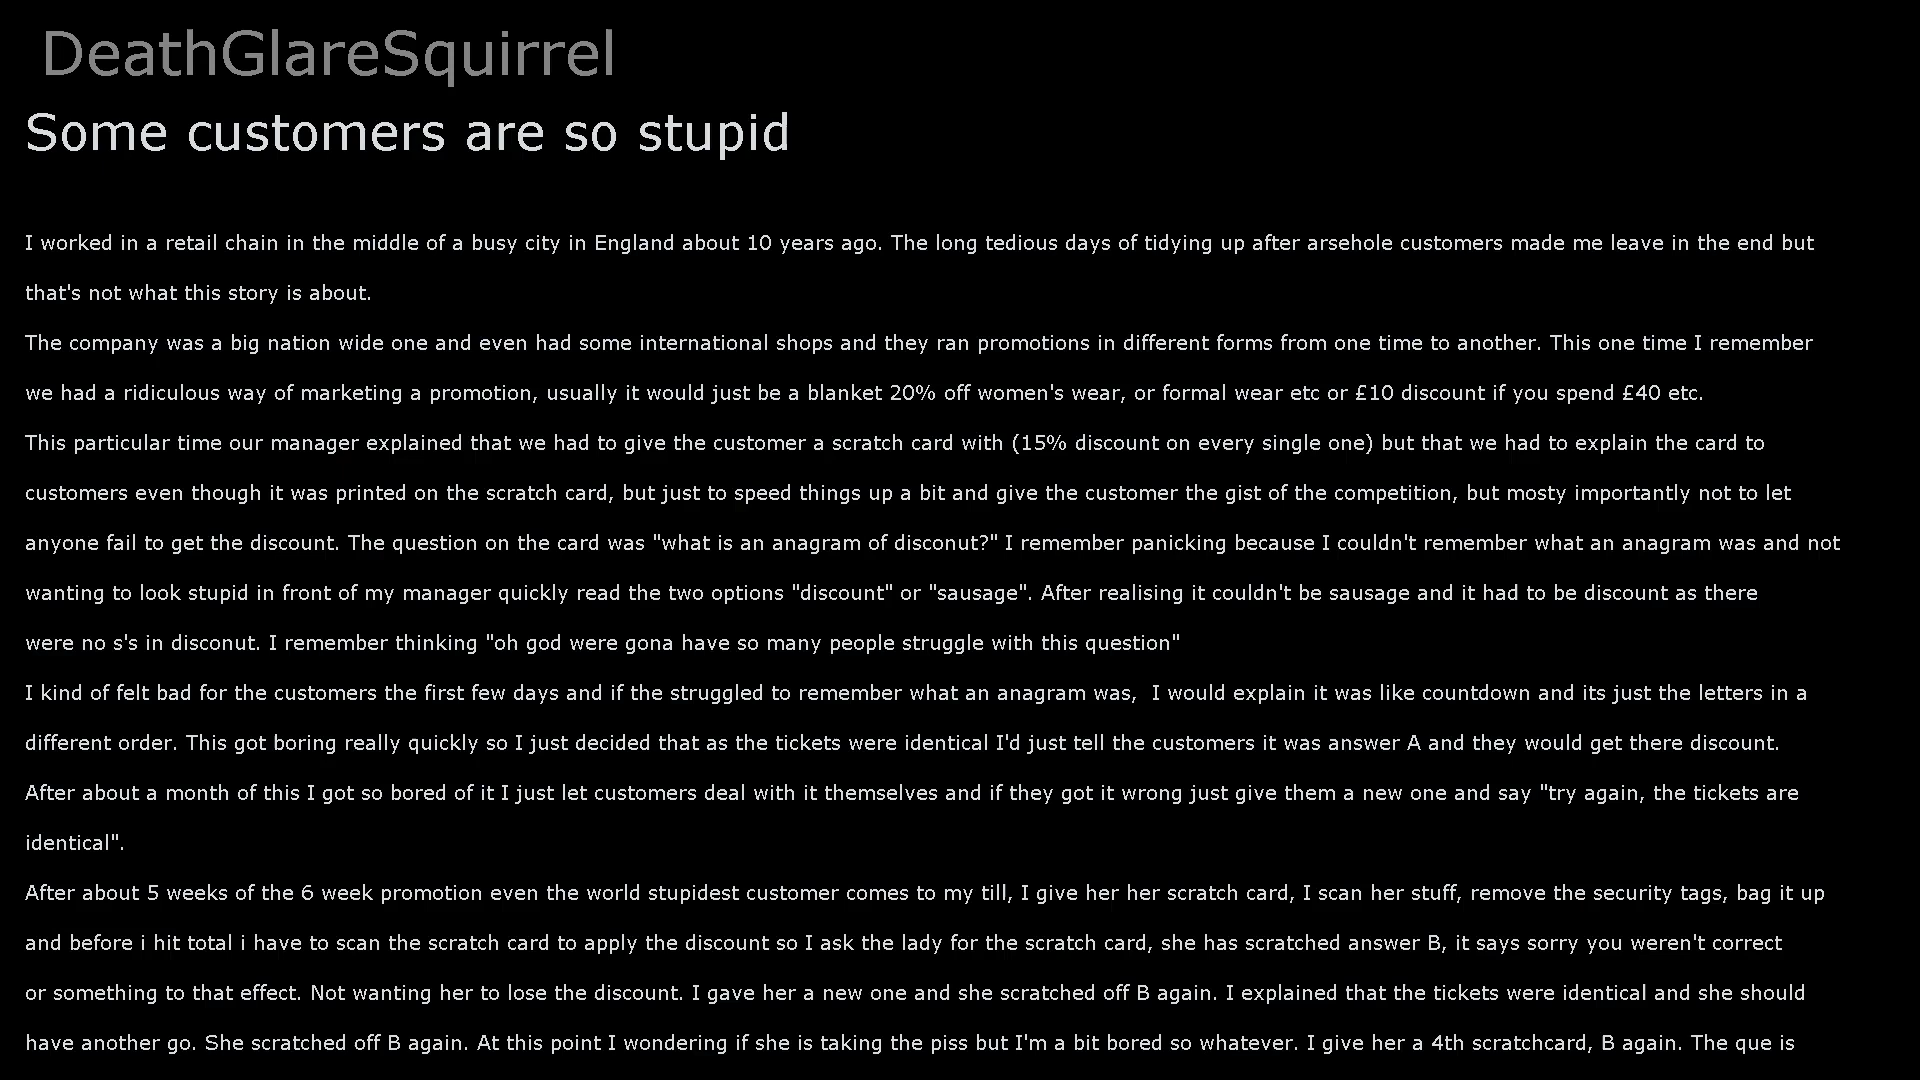 DeathGlareSquirrel
Some customers are so stupid
I worked in a retail chain in the middle of a busy city in England about 10 years ago. The long tedious days of tidying up after arsehole customers made me leave in the end but
that's not what this story is about.
The company was a big nation wide one and even had some international shops and they ran promotions in different forms from one time to another. This one time I remember
we had a ridiculous way of marketing a promotion, usually it would just be a blanket 20% off women's wear, or formal wear etc or £10 discount if you spend £40 etc.
This particular time our manager explained that we had to give the customer a scratch card with (15% discount on every single one) but that we had to explain the card to
customers even though it was printed on the scratch card, but just to speed things up a bit and give the customer the gist of the competition, but mosty importantly not to let
anyone fail to get the discount. The question on the card was "what is an anagram of disconut?" I remember panicking because I couldn't remember what an anagram was and not
wanting to look stupid in front of my manager quickly read the two options "discount" or "sausage". After realising it couldn't be sausage and it had to be discount as there
were no s's in disconut. I remember thinking "oh god were gona have so many people struggle with this question"
I kind of felt bad for the customers the first few days and if the struggled to remember what an anagram was,  I would explain it was like countdown and its just the letters in a
different order. This got boring really quickly so I just decided that as the tickets were identical I'd just tell the customers it was answer A and they would get there discount.
After about a month of this I got so bored of it I just let customers deal with it themselves and if they got it wrong just give them a new one and say "try again, the tickets are
identical".
After about 5 weeks of the 6 week promotion even the world stupidest customer comes to my till, I give her her scratch card, I scan her stuff, remove the security tags, bag it up
and before i hit total i have to scan the scratch card to apply the discount so I ask the lady for the scratch card, she has scratched answer B, it says sorry you weren't correct
or something to that effect. Not wanting her to lose the discount. I gave her a new one and she scratched off B again. I explained that the tickets were identical and she should
have another go. She scratched off B again. At this point I wondering if she is taking the piss but I'm a bit bored so whatever. I give her a 4th scratchcard, B again. The que is